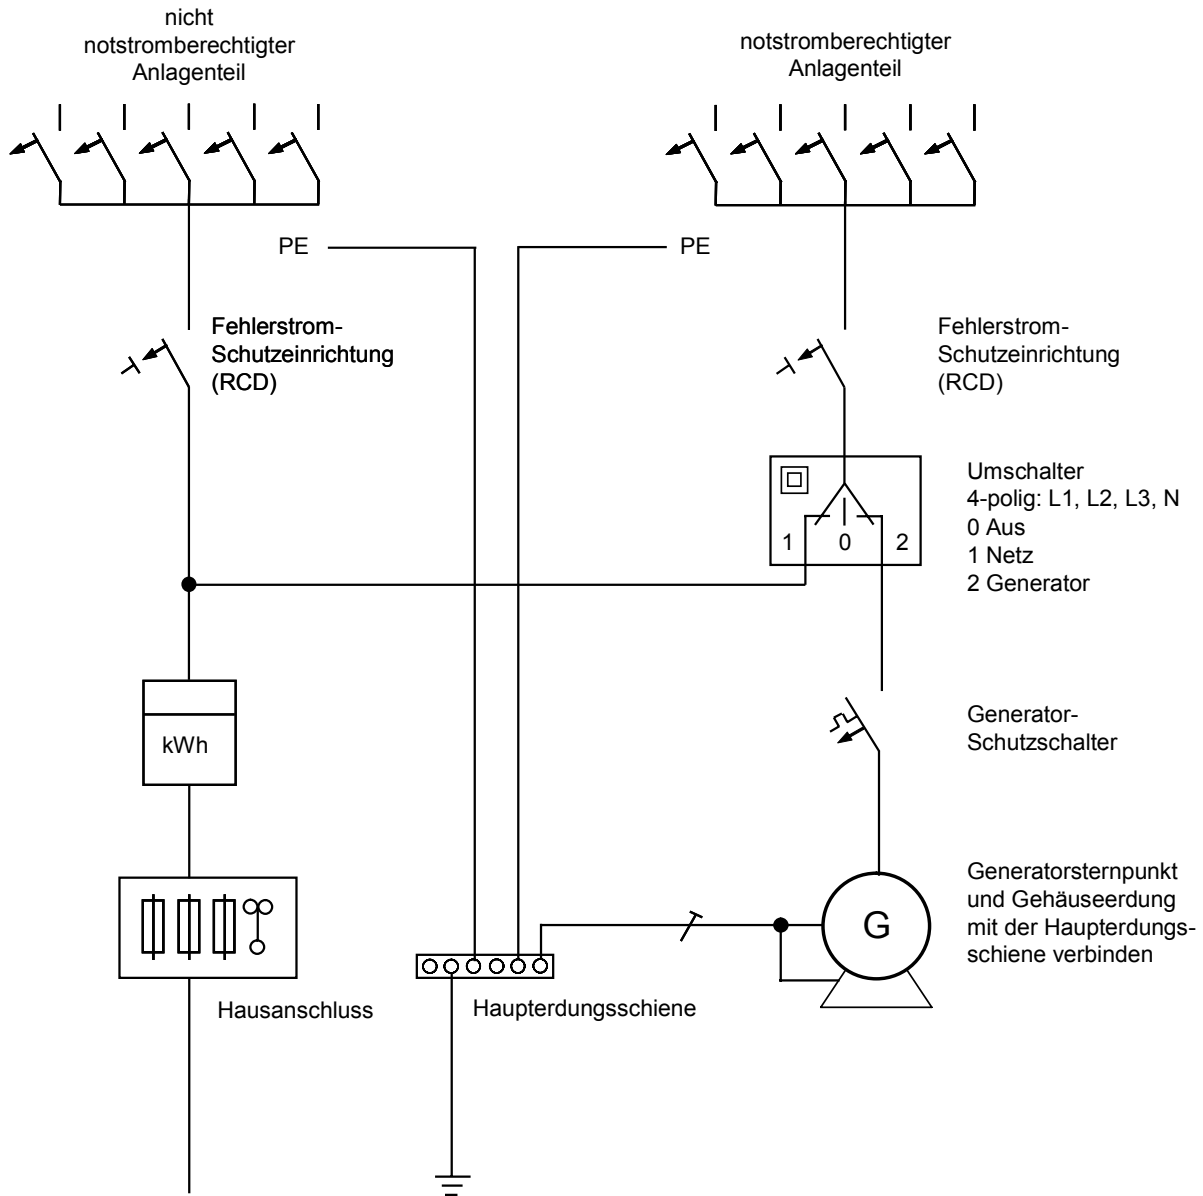 nicht
notstromberechtigter
Anlagenteil
notstromberechtigter
Anlagenteil
PE
PE
Fehlerstrom-
Schutzeinrichtung
(RCD)
Fehlerstrom-
Schutzeinrichtung
(RCD)
Umschalter
4-polig: L1, L2, L3, N
0 Aus
1 Netz
2 Generator
1 0 2
kWh
Generator-
Schutzschalter
Generatorsternpunkt
und Gehäuseerdung
mit der Haupterdungs-
schiene verbinden
G
Hausanschluss
Haupterdungsschiene